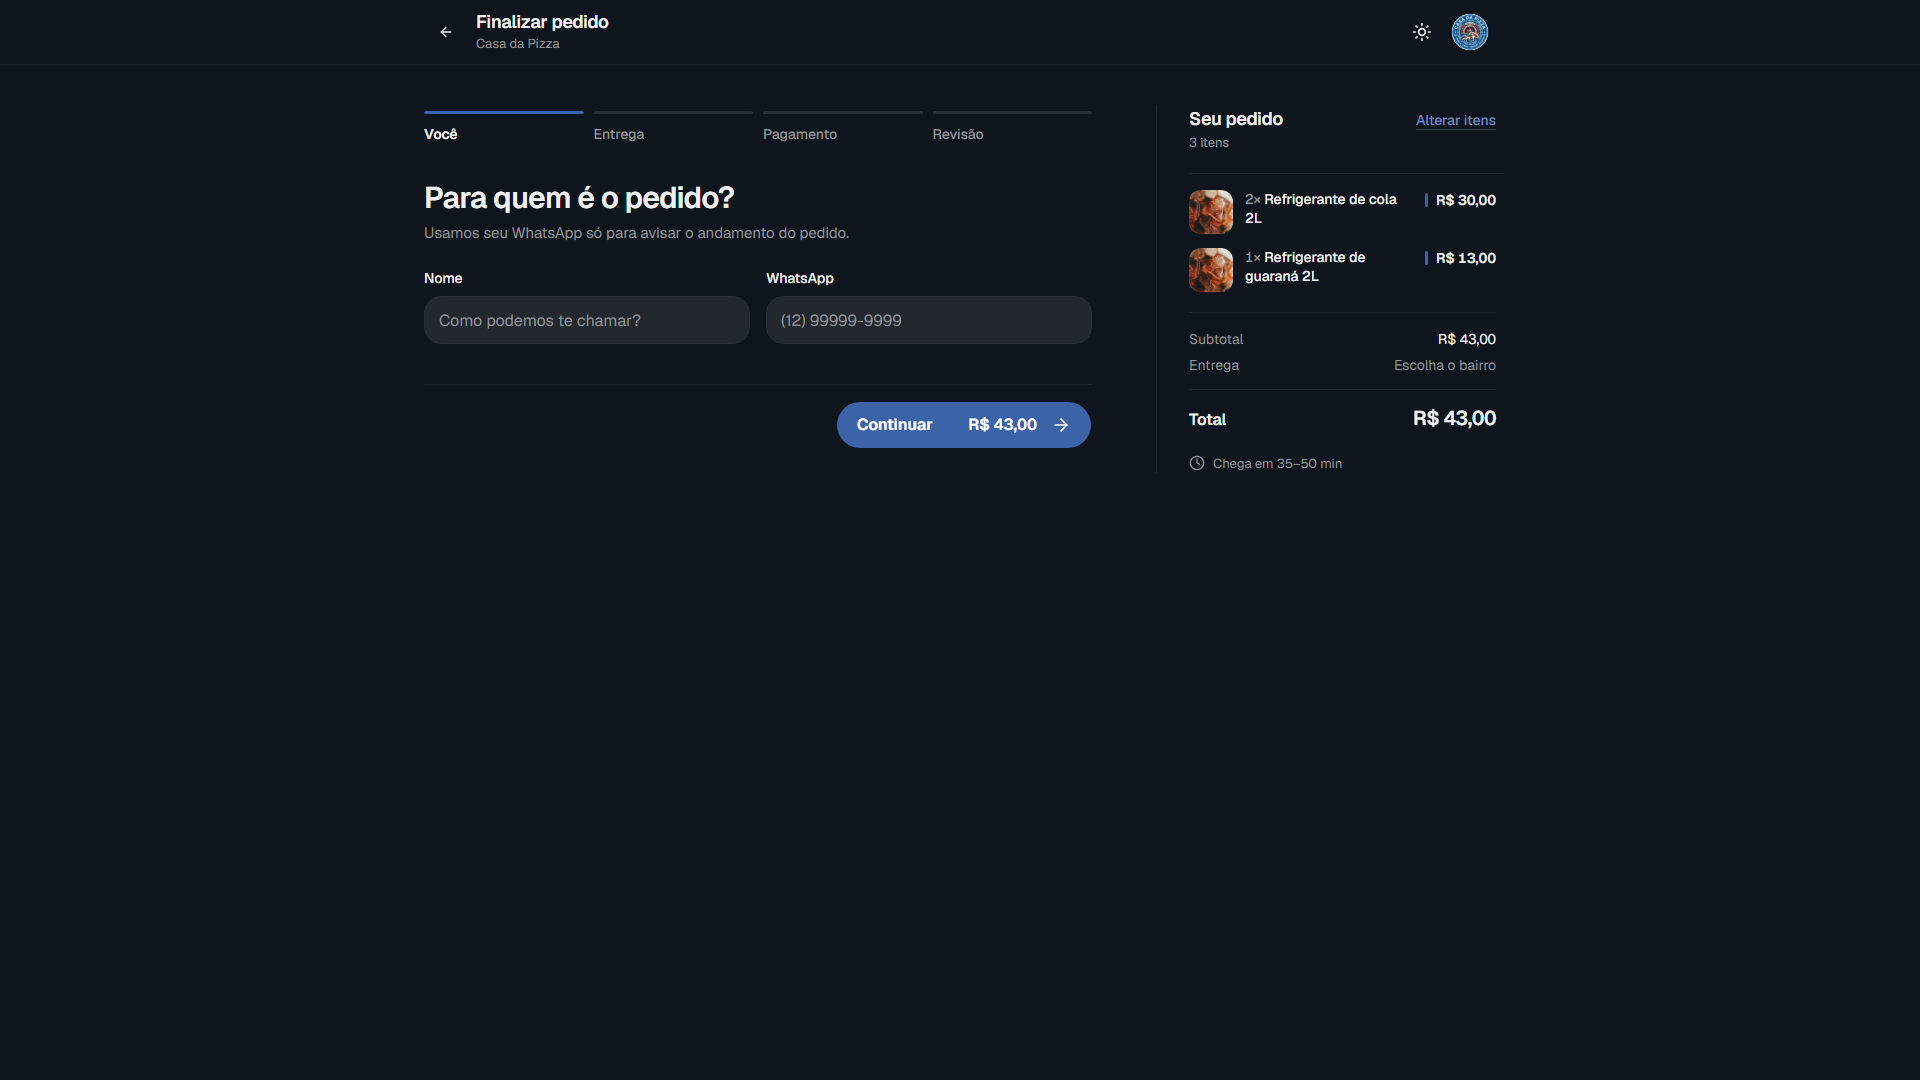 Finalizar pedido
Casa da Pizza
CASA DA PIZZA
Você
Entrega
Pagamento
Revisão
Para quem é o pedido?
Usamos seu WhatsApp só para avisar o andamento do pedido.
Nome
WhatsApp
Como podemos te chamar?
(12) 99999-9999
Continuar R$ 43,00
Seu pedido
Alterar itens
3 itens
2× Refrigerante de cola R$ 30,00
2L
1× Refrigerante de R$ 13,00
guaraná 2L
Subtotal R$ 43,00
Entrega Escolha o bairro
Total R$ 43,00
Chega em 35–50 min